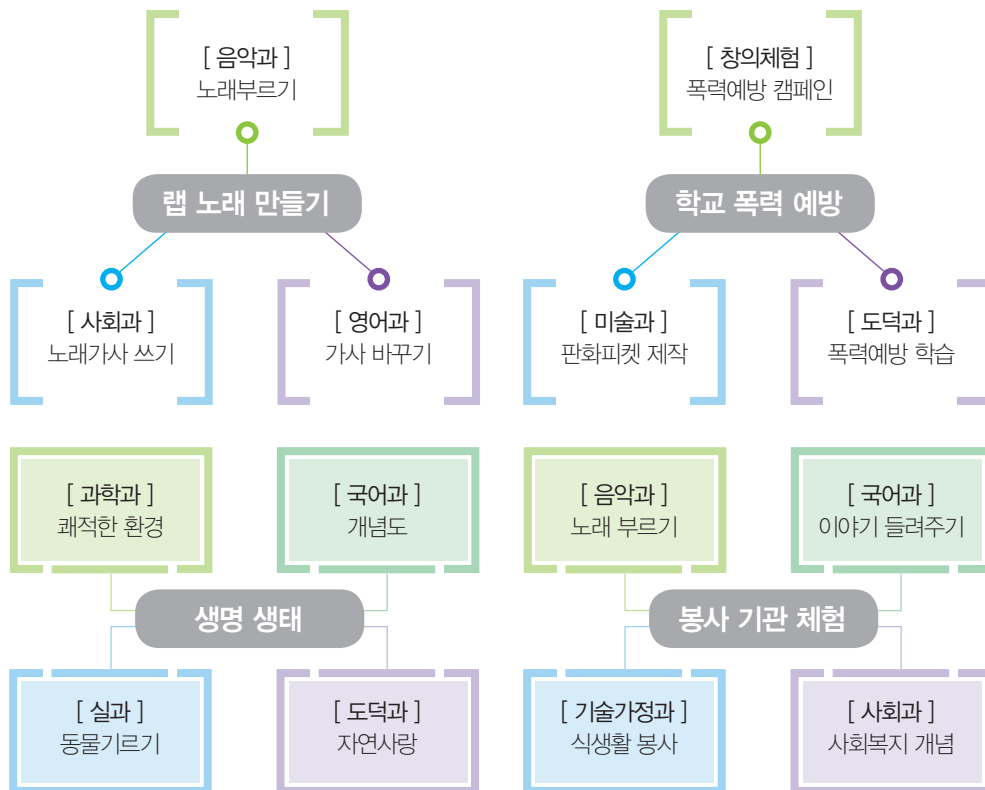 [ 음악과 ]
노래부르기
랩 노래 만들기
[ 사회과 ]
노래가사 쓰기
[ 영어과 ]
가사 바꾸기
[ 창의체험 ]
폭력예방 캠페인
학교 폭력 예방
[ 미술과 ]
판화피켓 제작
[ 도덕과 ]
폭력예방 학습
[ 과학과 ]
쾌적한 환경
[ 국어과 ]
개념도
생명 생태
[ 실과 ]
동물기르기
[ 도덕과 ]
자연사랑
[ 음악과 ]
노래 부르기
[ 국어과 ]
이야기 들려주기
봉사 기관 체험
[ 기술가정과 ]
식생활 봉사
[ 사회과 ]
사회복지 개념